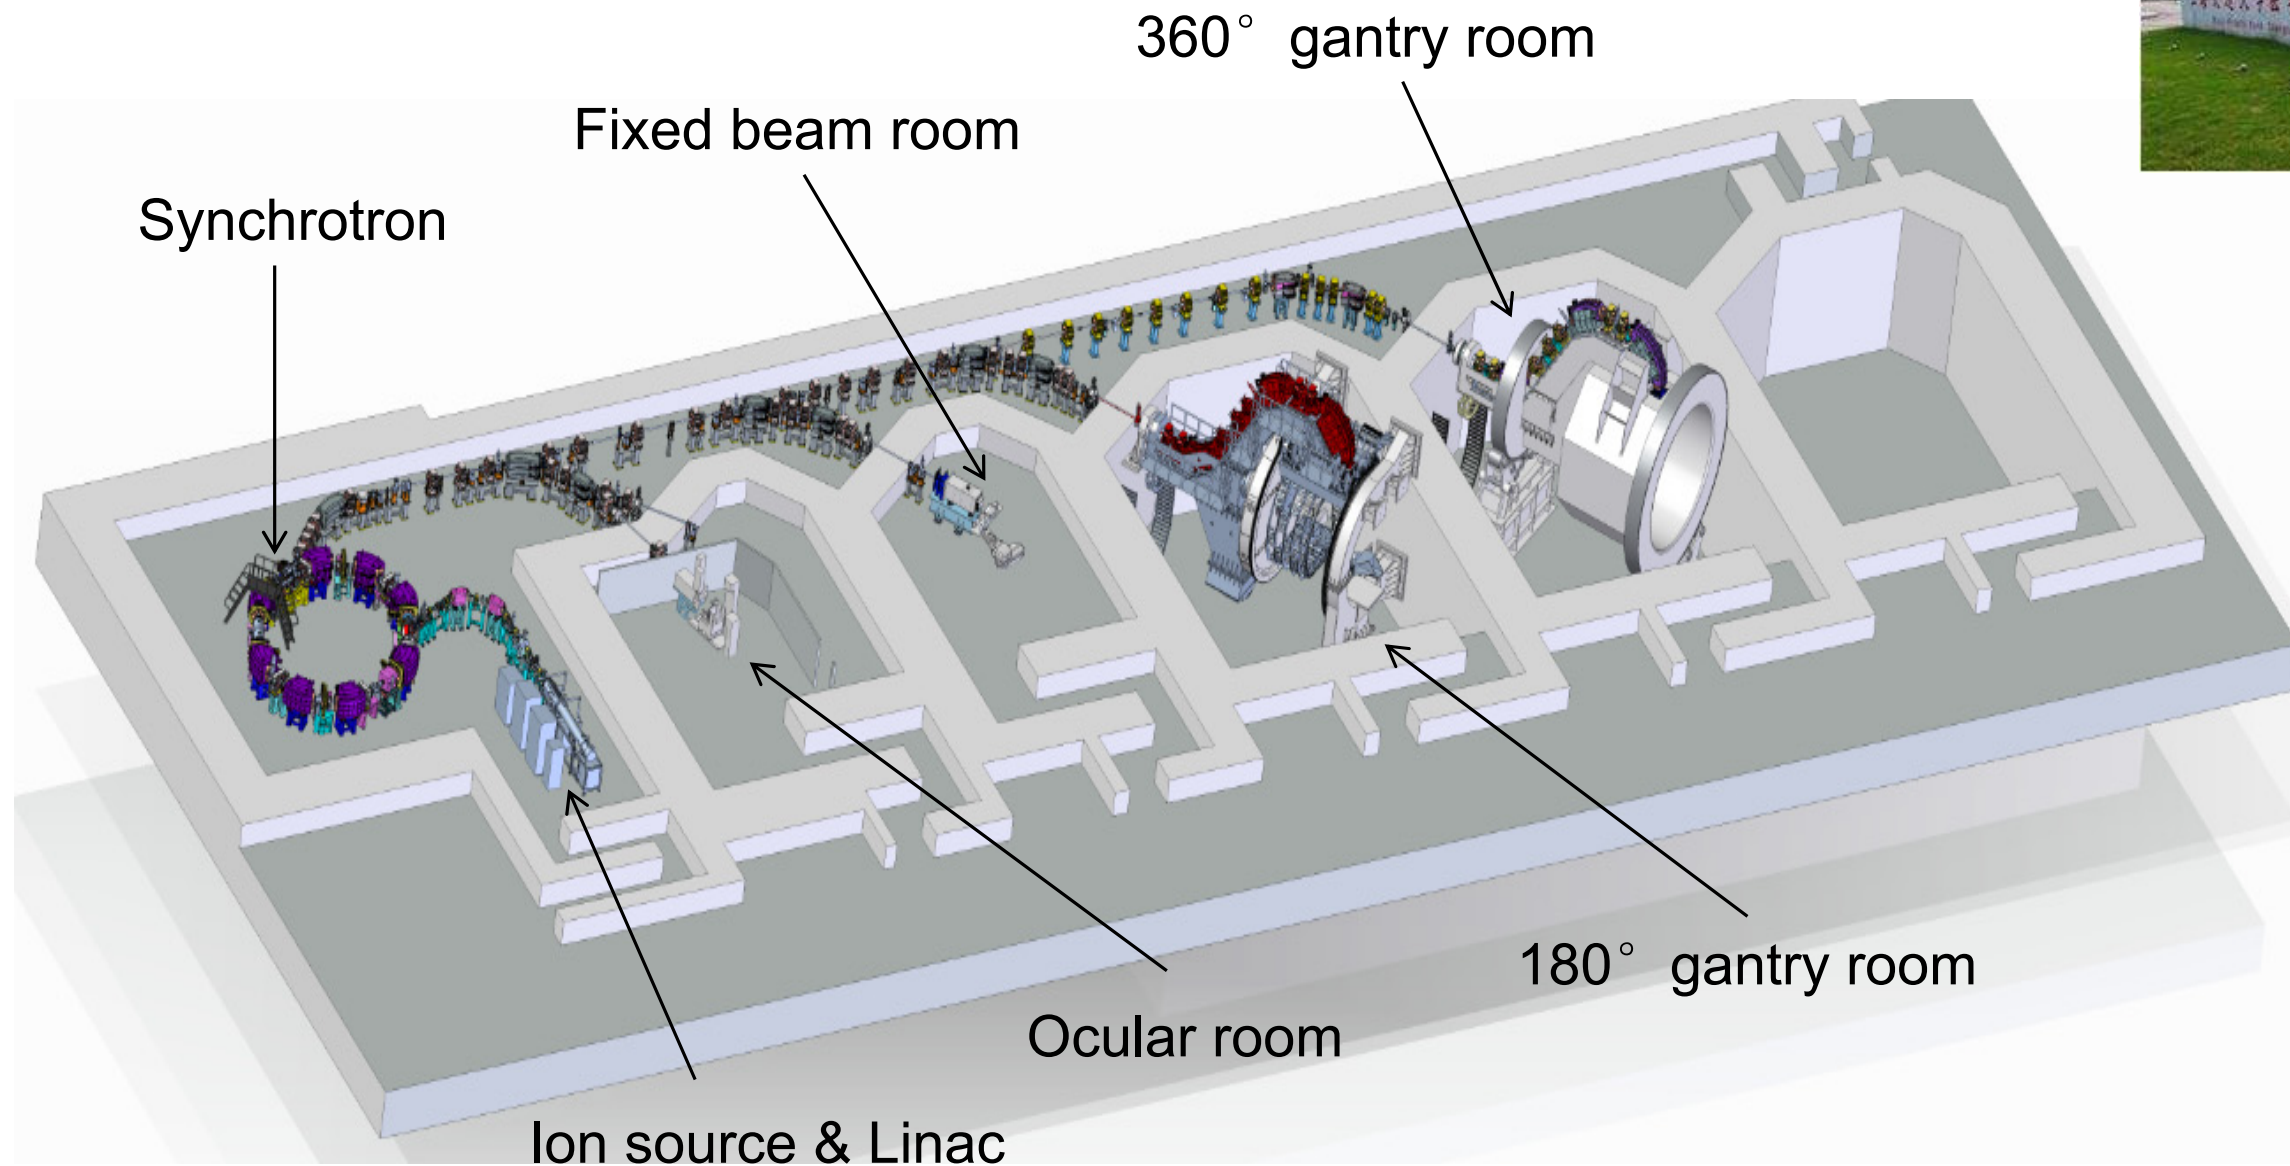 360° gantry room
Fixed beam room
Synchrotron
180° gantry room
Ocular room
Ion source & Linac